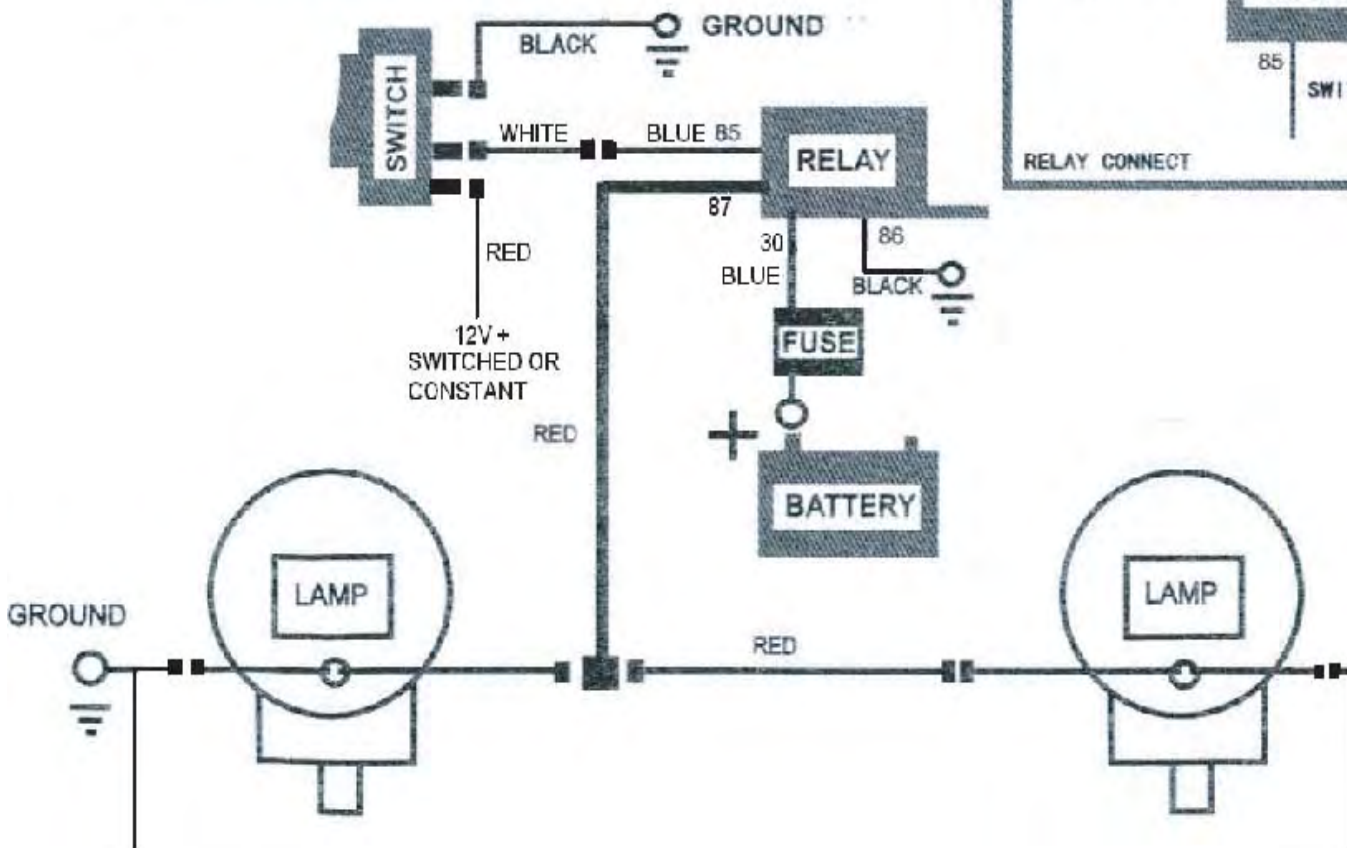 BLACK
GROUND
SWITCH
WHITE
BLUE 85
RELAY
85
RELAY CONNECT
87
30
BLUE
86
BLACK
RED
12V +
SWITCHED OR
CONSTANT
FUSE
RED
+
BATTERY
LAMP
LAMP
GROUND
RED